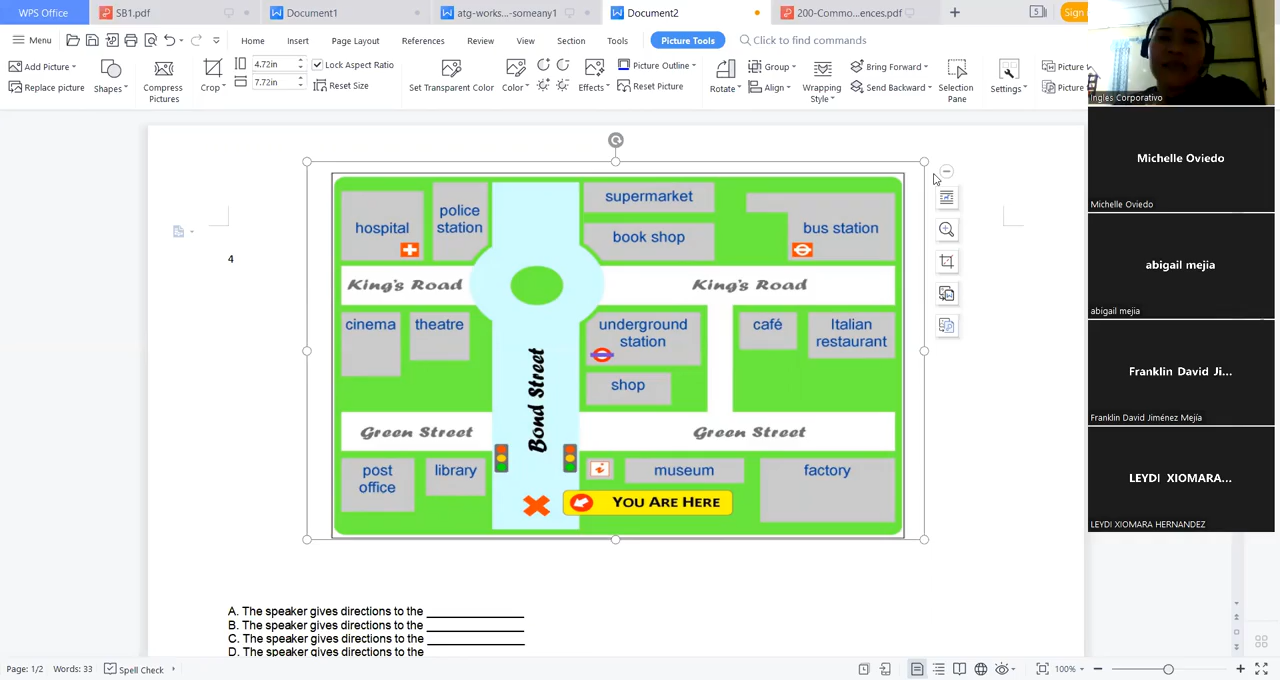 WPS Office
SB1.pdf
Document1
atg-works...-someany1
Document2
200-Commo...ences.pdf
5
Sign i
Menu
Home
Insert
Page Layout
References
Review
View
Section
Tools
Picture Tools
Click to find commands
Add Picture
Replace picture
Shapes
Compress
Pictures
Crop
4.72in
7.72in
Lock Aspect Ratio
Reset Size
Set Transparent Color
Color
Effects
Picture Outline
Reset Picture
Rotate
Group
Align
Wrapping
Style
Bring Forward
Send Backward
Selection
Pane
Settings
Picture
Picture
Ingles Corporativo
Michelle Oviedo
Michelle Oviedo
abigail mejia
abigail mejia
Franklin David Ji...
Franklin David Jiménez Mejía
LEYDI XIOMARA...
LEYDI XIOMARA HERNANDEZ
4
hospital
police
station
supermarket
book shop
bus station
King's Road
King's Road
cinema
theatre
underground
station
café
Italian
restaurant
shop
Bond Street
Green Street
Green Street
post
office
library
i
museum
factory
YOU ARE HERE
A. The speaker gives directions to the ______________
B. The speaker gives directions to the ______________
C. The speaker gives directions to the ______________
D. The speaker gives directions to the
Page: 1/2
Words: 33
Spell Check
100%